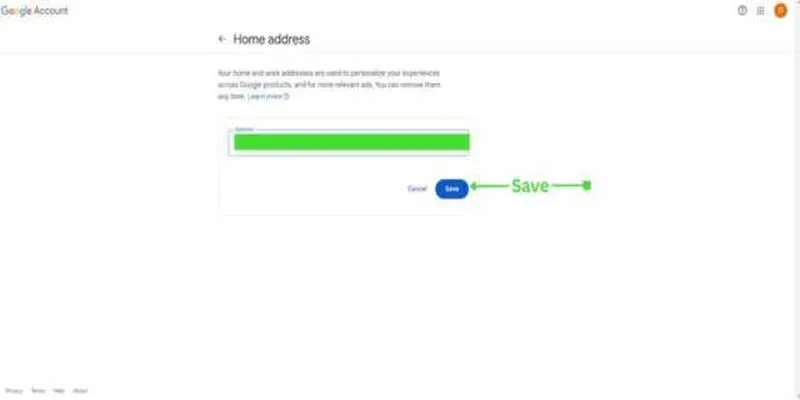 Google Account
Home address
Your home and work addresses are used to personalize your experiences
across Google products, and for more relevant ads. You can remove them
any time. Learn more
Address
Cancel
Save
Save
Privacy Terms Help About